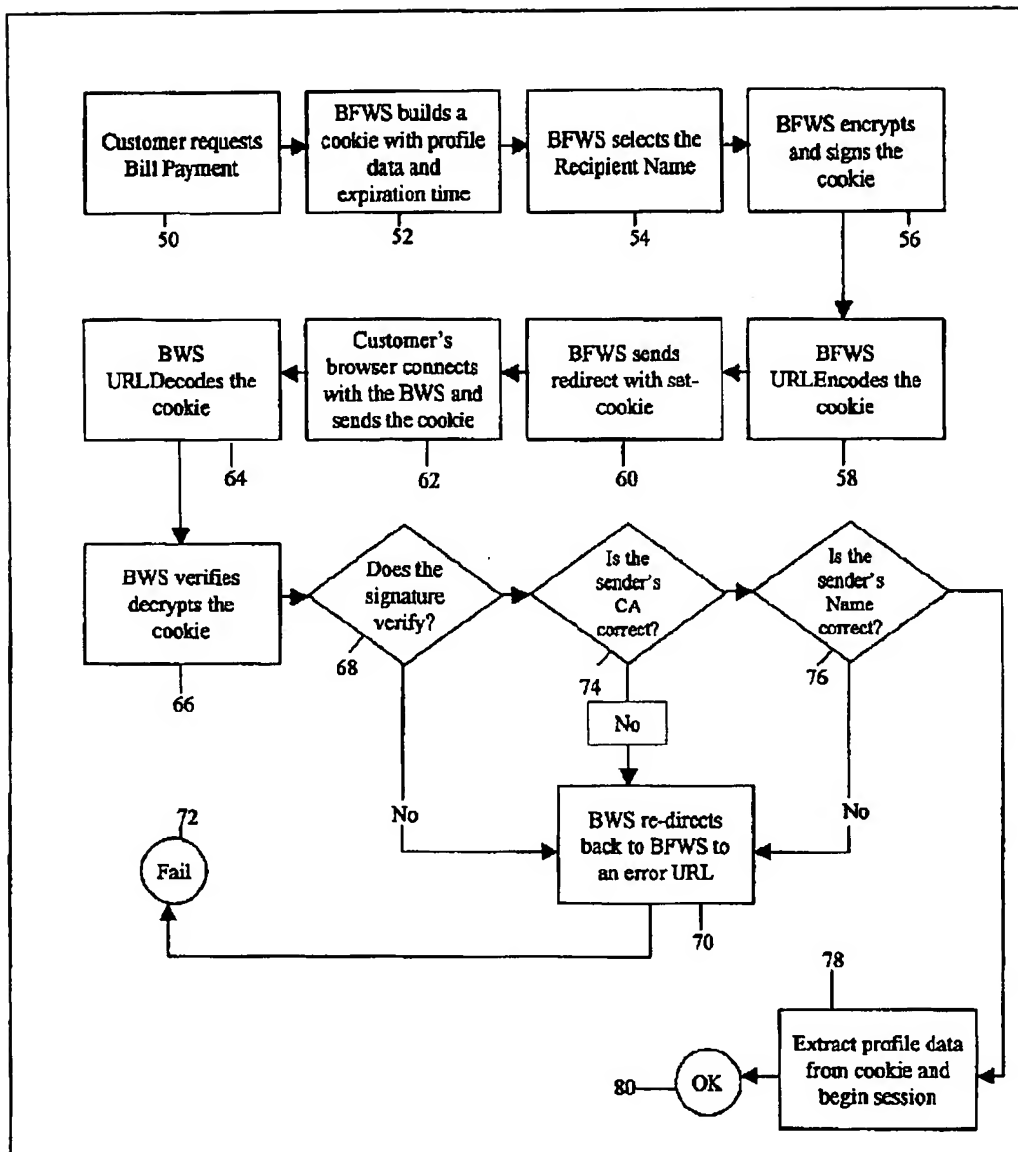 Customer requests
Bill Payment
50
BFWS builds a
cookie with profile
data and
expiration time
52
BFWS selects the
Recipient Name
54
BFWS encrypts
and signs the
cookie
56
BWS
URLDecodes the
cookie
64
Customer's
browser connects
with the BWS and
sends the cookie
62
BFWS sends
redirect with set-
cookie
60
BFWS
URLEncodes the
cookie
58
BWS verifies
decrypts the
cookie
66
Does the
signature
verify?
68
Is the
sender's
CA
correct?
74
Is the
sender's
Name
correct?
76
No
No
No
72
Fail
BWS re-directs
back to BFWS to
an error URL
70
78
Extract profile data
from cookie and
begin session
80
OK